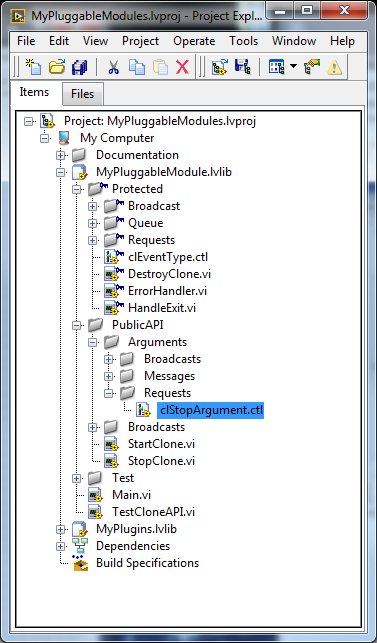 MyPluggableModules.lvproj - Project Expl...
File Edit View Project Operate Tools Window Help
Items Files
Project: MyPluggableModules.lvproj
My Computer
Documentation
MyPluggableModule.lvlib
Protected
Broadcast
Queue
Requests
clEventType.ctl
DestroyClone.vi
ErrorHandler.vi
HandleExit.vi
PublicAPI
Arguments
Broadcasts
Messages
Requests
clStopArgument.ctl
Broadcasts
StartClone.vi
StopClone.vi
Test
Main.vi
TestCloneAPI.vi
MyPlugins.lvlib
Dependencies
Build Specifications